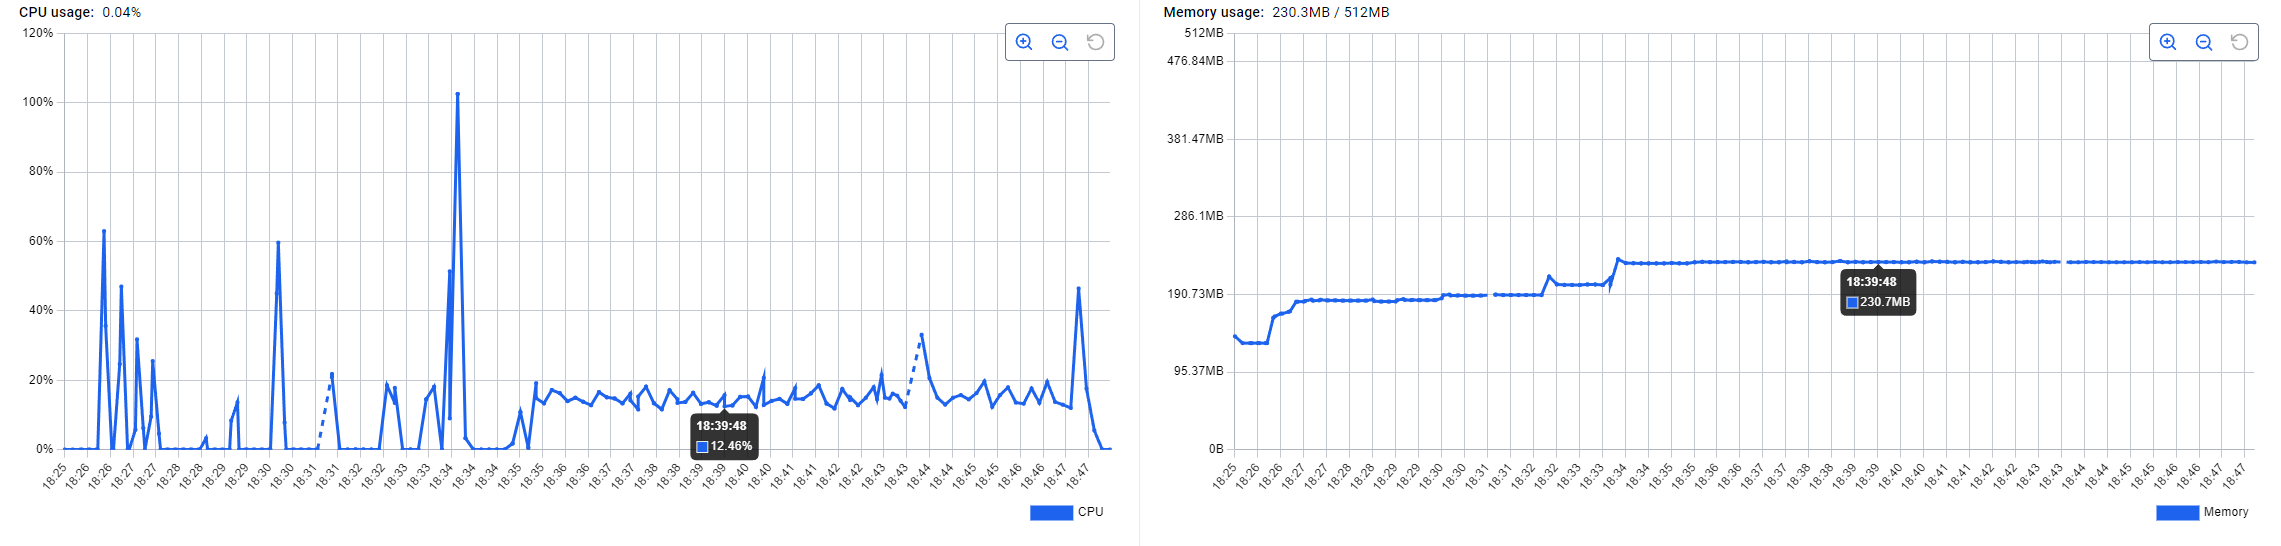 CPU usage: 0.04%
120%
100%
80%
60%
40%
20%
0%
18:39:48
12.46%
18:25 18:26 18:26 18:27 18:27 18:28 18:28 18:29 18:29 18:30 18:30 18:31 18:31 18:32 18:32 18:33 18:33 18:34 18:34 18:34 18:35 18:35 18:36 18:36 18:37 18:37 18:38 18:38 18:39 18:39 18:40 18:40 18:41 18:41 18:42 18:42 18:43 18:43 18:44 18:44 18:45 18:45 18:46 18:46 18:47 18:47
CPU
Memory usage: 230.3MB / 512MB
512MB
476.84MB
381.47MB
286.1MB
190.73MB
95.37MB
0B
18:39:48
230.7MB
18:25 18:26 18:26 18:27 18:27 18:28 18:28 18:29 18:29 18:30 18:30 18:31 18:31 18:32 18:32 18:33 18:33 18:34 18:34 18:35 18:35 18:36 18:36 18:37 18:37 18:38 18:38 18:39 18:39 18:40 18:40 18:41 18:41 18:42 18:42 18:43 18:43 18:44 18:44 18:45 18:45 18:46 18:46 18:47 18:47
Memory